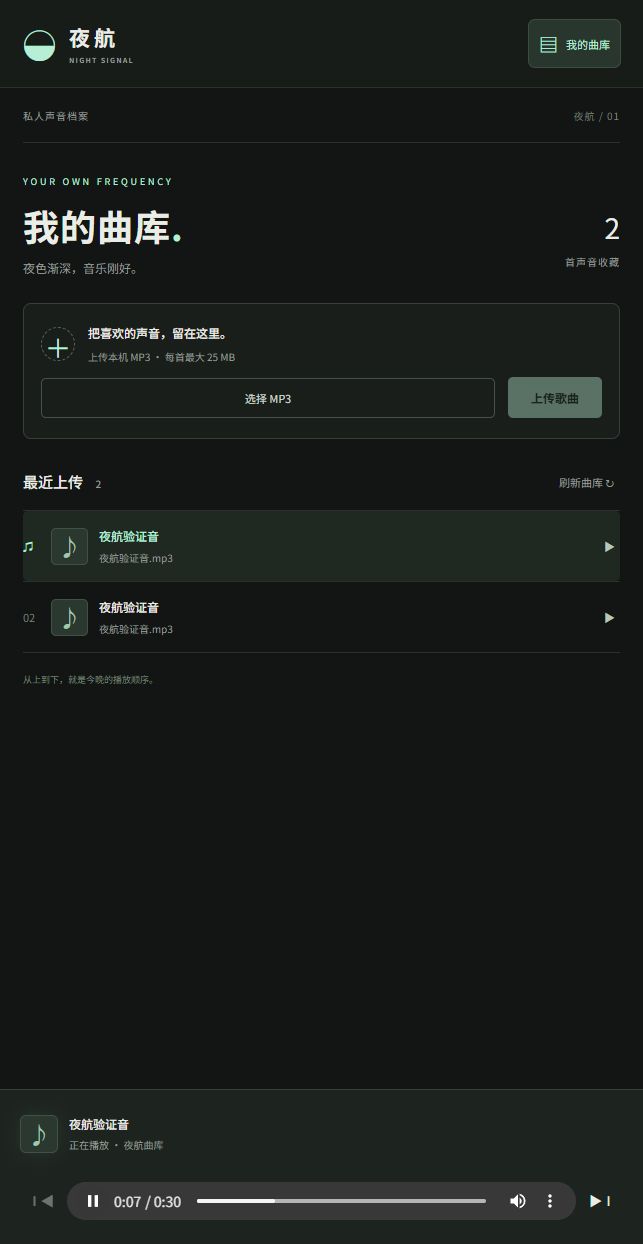 夜航
NIGHT SIGNAL
我的曲库
私人声音档案
夜航 / 01
YOUR OWN FREQUENCY
我的曲库.
2
夜色渐深，音乐刚好。
首声音收藏
把喜欢的声音，留在这里。
上传本机 MP3 · 每首最大 25 MB
选择 MP3
上传歌曲
最近上传 2
刷新曲库 ↻
夜航验证音
夜航验证音.mp3
02
夜航验证音
夜航验证音.mp3
从上到下，就是今晚的播放顺序。
夜航验证音
正在播放 · 夜航曲库
0:07 / 0:30